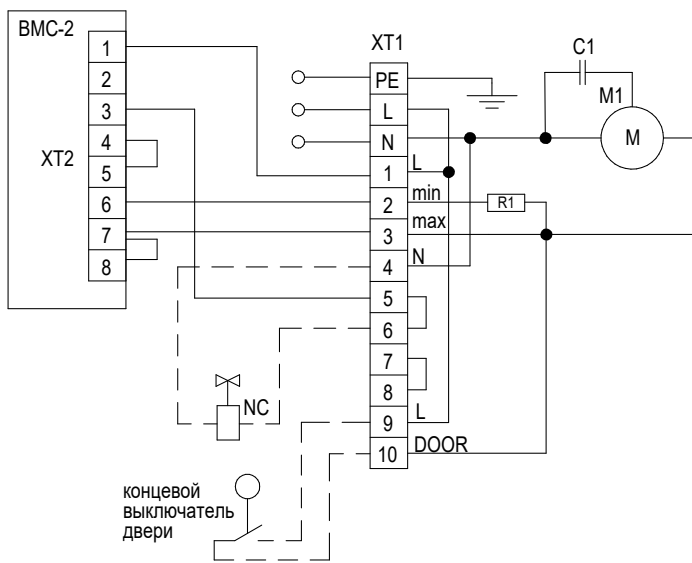 ВМС-2
XT2
1
2
3
4
5
6
7
8
XT1
PE
L
N
1
2
3
4
5
6
7
8
9
10
L
min
max
N
L
DOOR
R1
C1
M1
M
NC
концевой
выключатель
двери